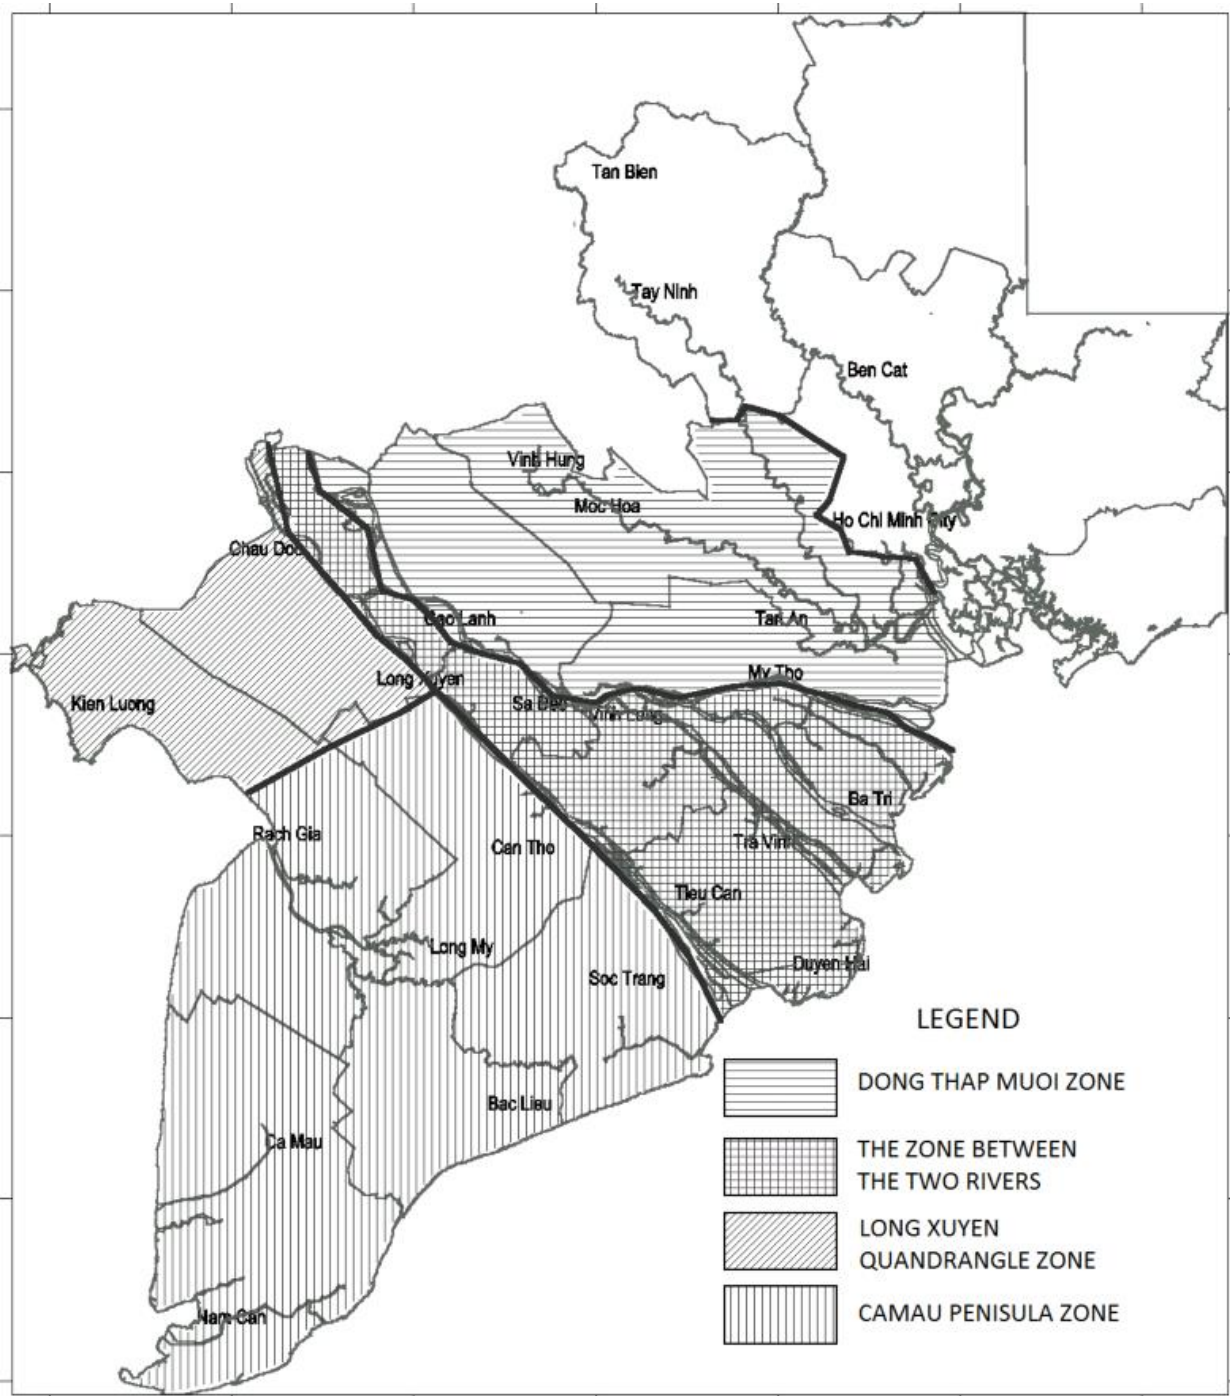 Tan Bien
Tay Ninh
Ben Cat
Vinh Hung
Moc Hoa
Ho Chi Minh City
Chau Doc
Cao Lanh
Tan An
Long Xuyen
My Tho
Kien Luong
Sa Dec
Vinh Long
Ba Tri
Rach Gia
Can Tho
Tra Vinh
Tieu Can
Long My
Duyen Hai
Soc Trang
Bac Lieu
Ca Mau
Nam Can
LEGEND
DONG THAP MUOI ZONE
THE ZONE BETWEEN
THE TWO RIVERS
LONG XUYEN
QUANDRANGLE ZONE
CAMAU PENISULA ZONE